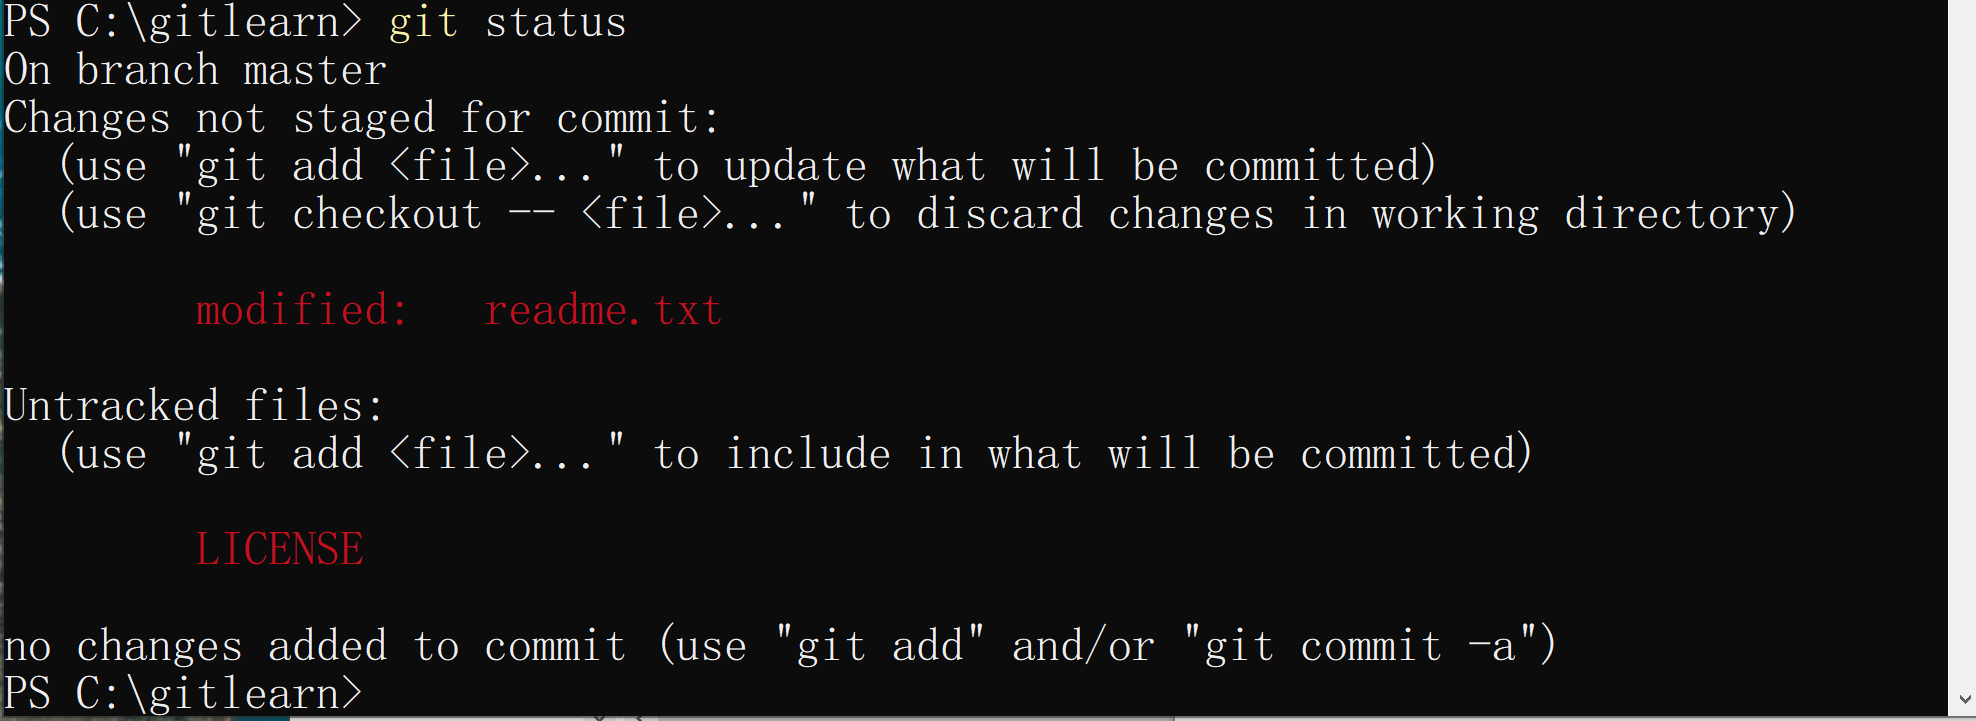 PS C:\gitlearn> git status
On branch master
Changes not staged for commit:
  (use "git add <file>..." to update what will be committed)
  (use "git checkout -- <file>..." to discard changes in working directory)
        modified:   readme.txt
Untracked files:
  (use "git add <file>..." to include in what will be committed)
        LICENSE
no changes added to commit (use "git add" and/or "git commit -a")
PS C:\gitlearn>